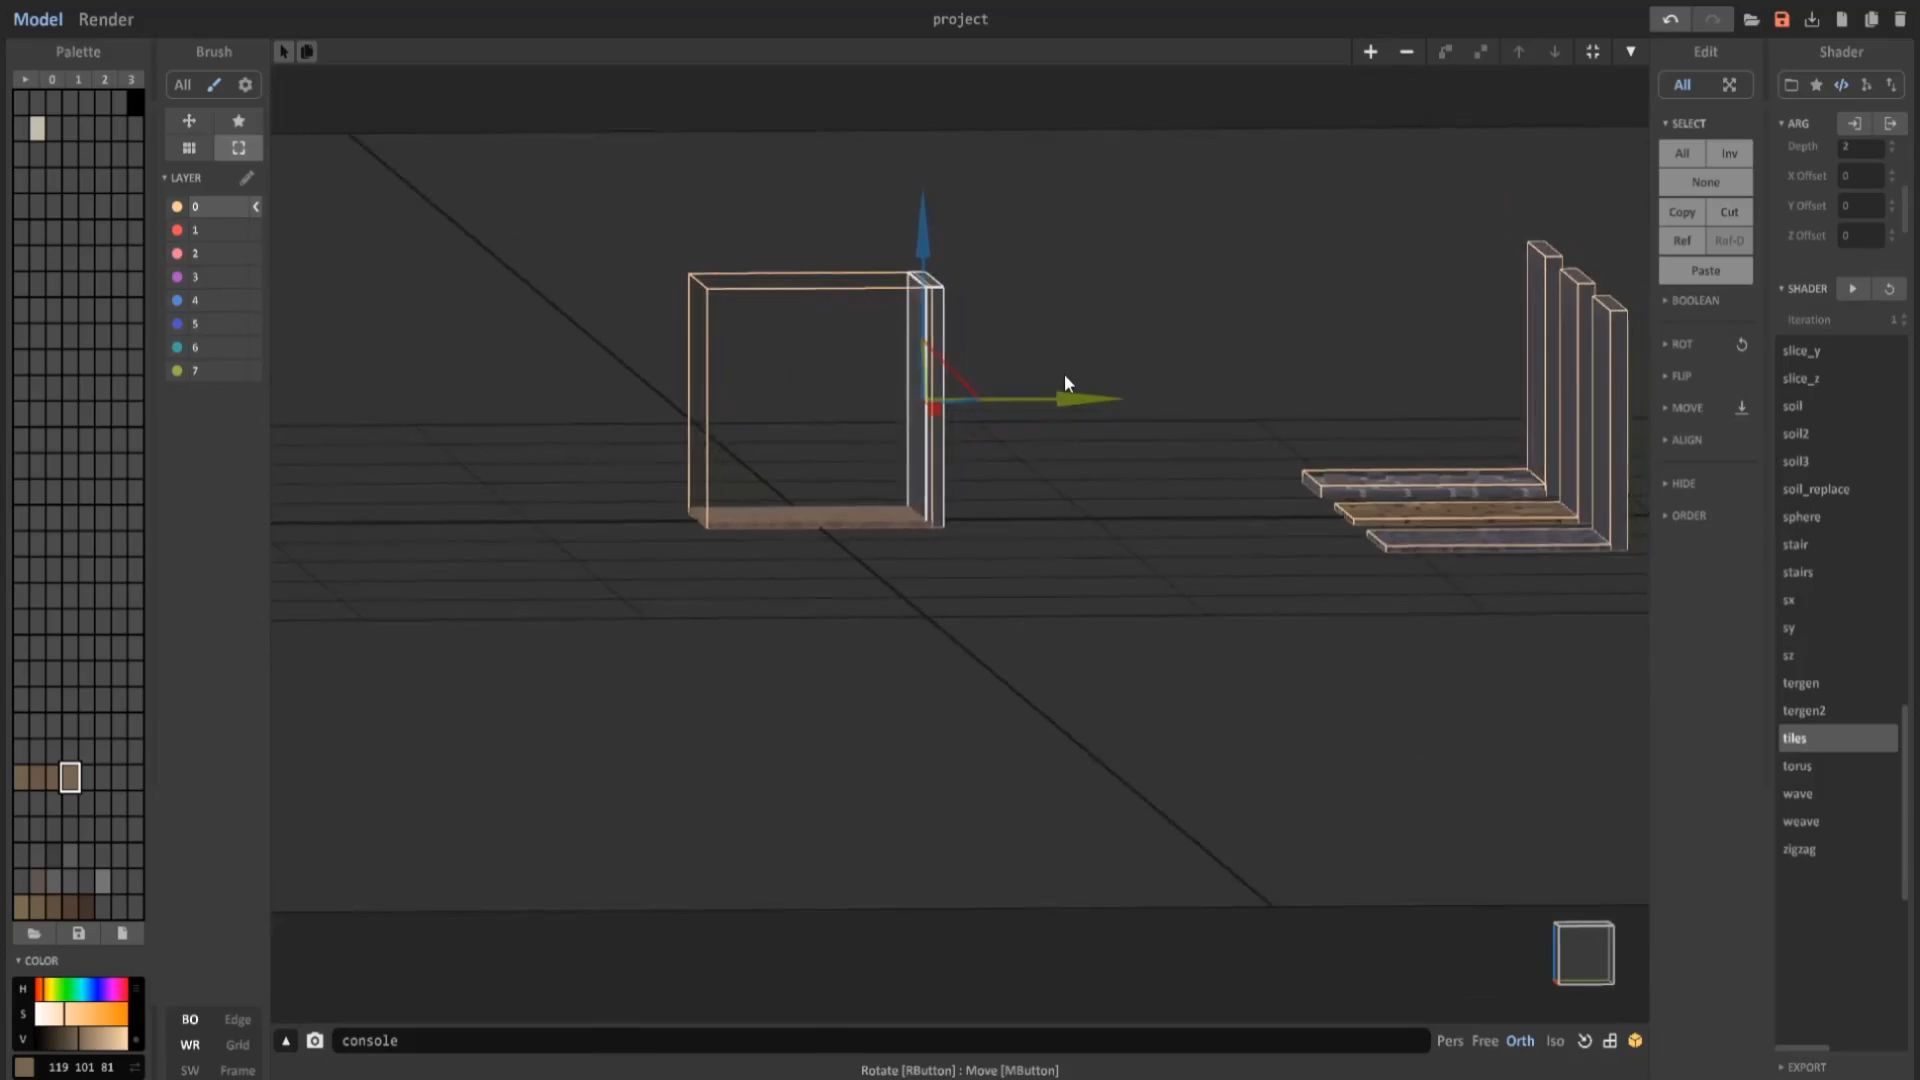 Model Render
project
Palette
Brush
Edit
Shader
0 1 2 3
All
All
SELECT
ARG
Depth 2
All Inv
None
X Offset 0
LAYER
0
Y Offset 0
Copy Cut
1
Z Offset 0
Ref Ref-D
2
Paste
3
SHADER
4
BOOLEAN
Iteration 1
5
ROT
6
slice_y
7
FLIP
slice_z
MOVE
soil
soil2
ALIGN
soil3
HIDE
soil_replace
ORDER
sphere
stair
stairs
sx
sy
sz
tergen
tergen2
tiles
torus
wave
weave
zigzag
COLOR
H
S
V
119 101 81
BO Edge
WR Grid
SW Frame
console
Pers Free Orth Iso
EXPORT
Rotate [RButton] : Move [MButton]